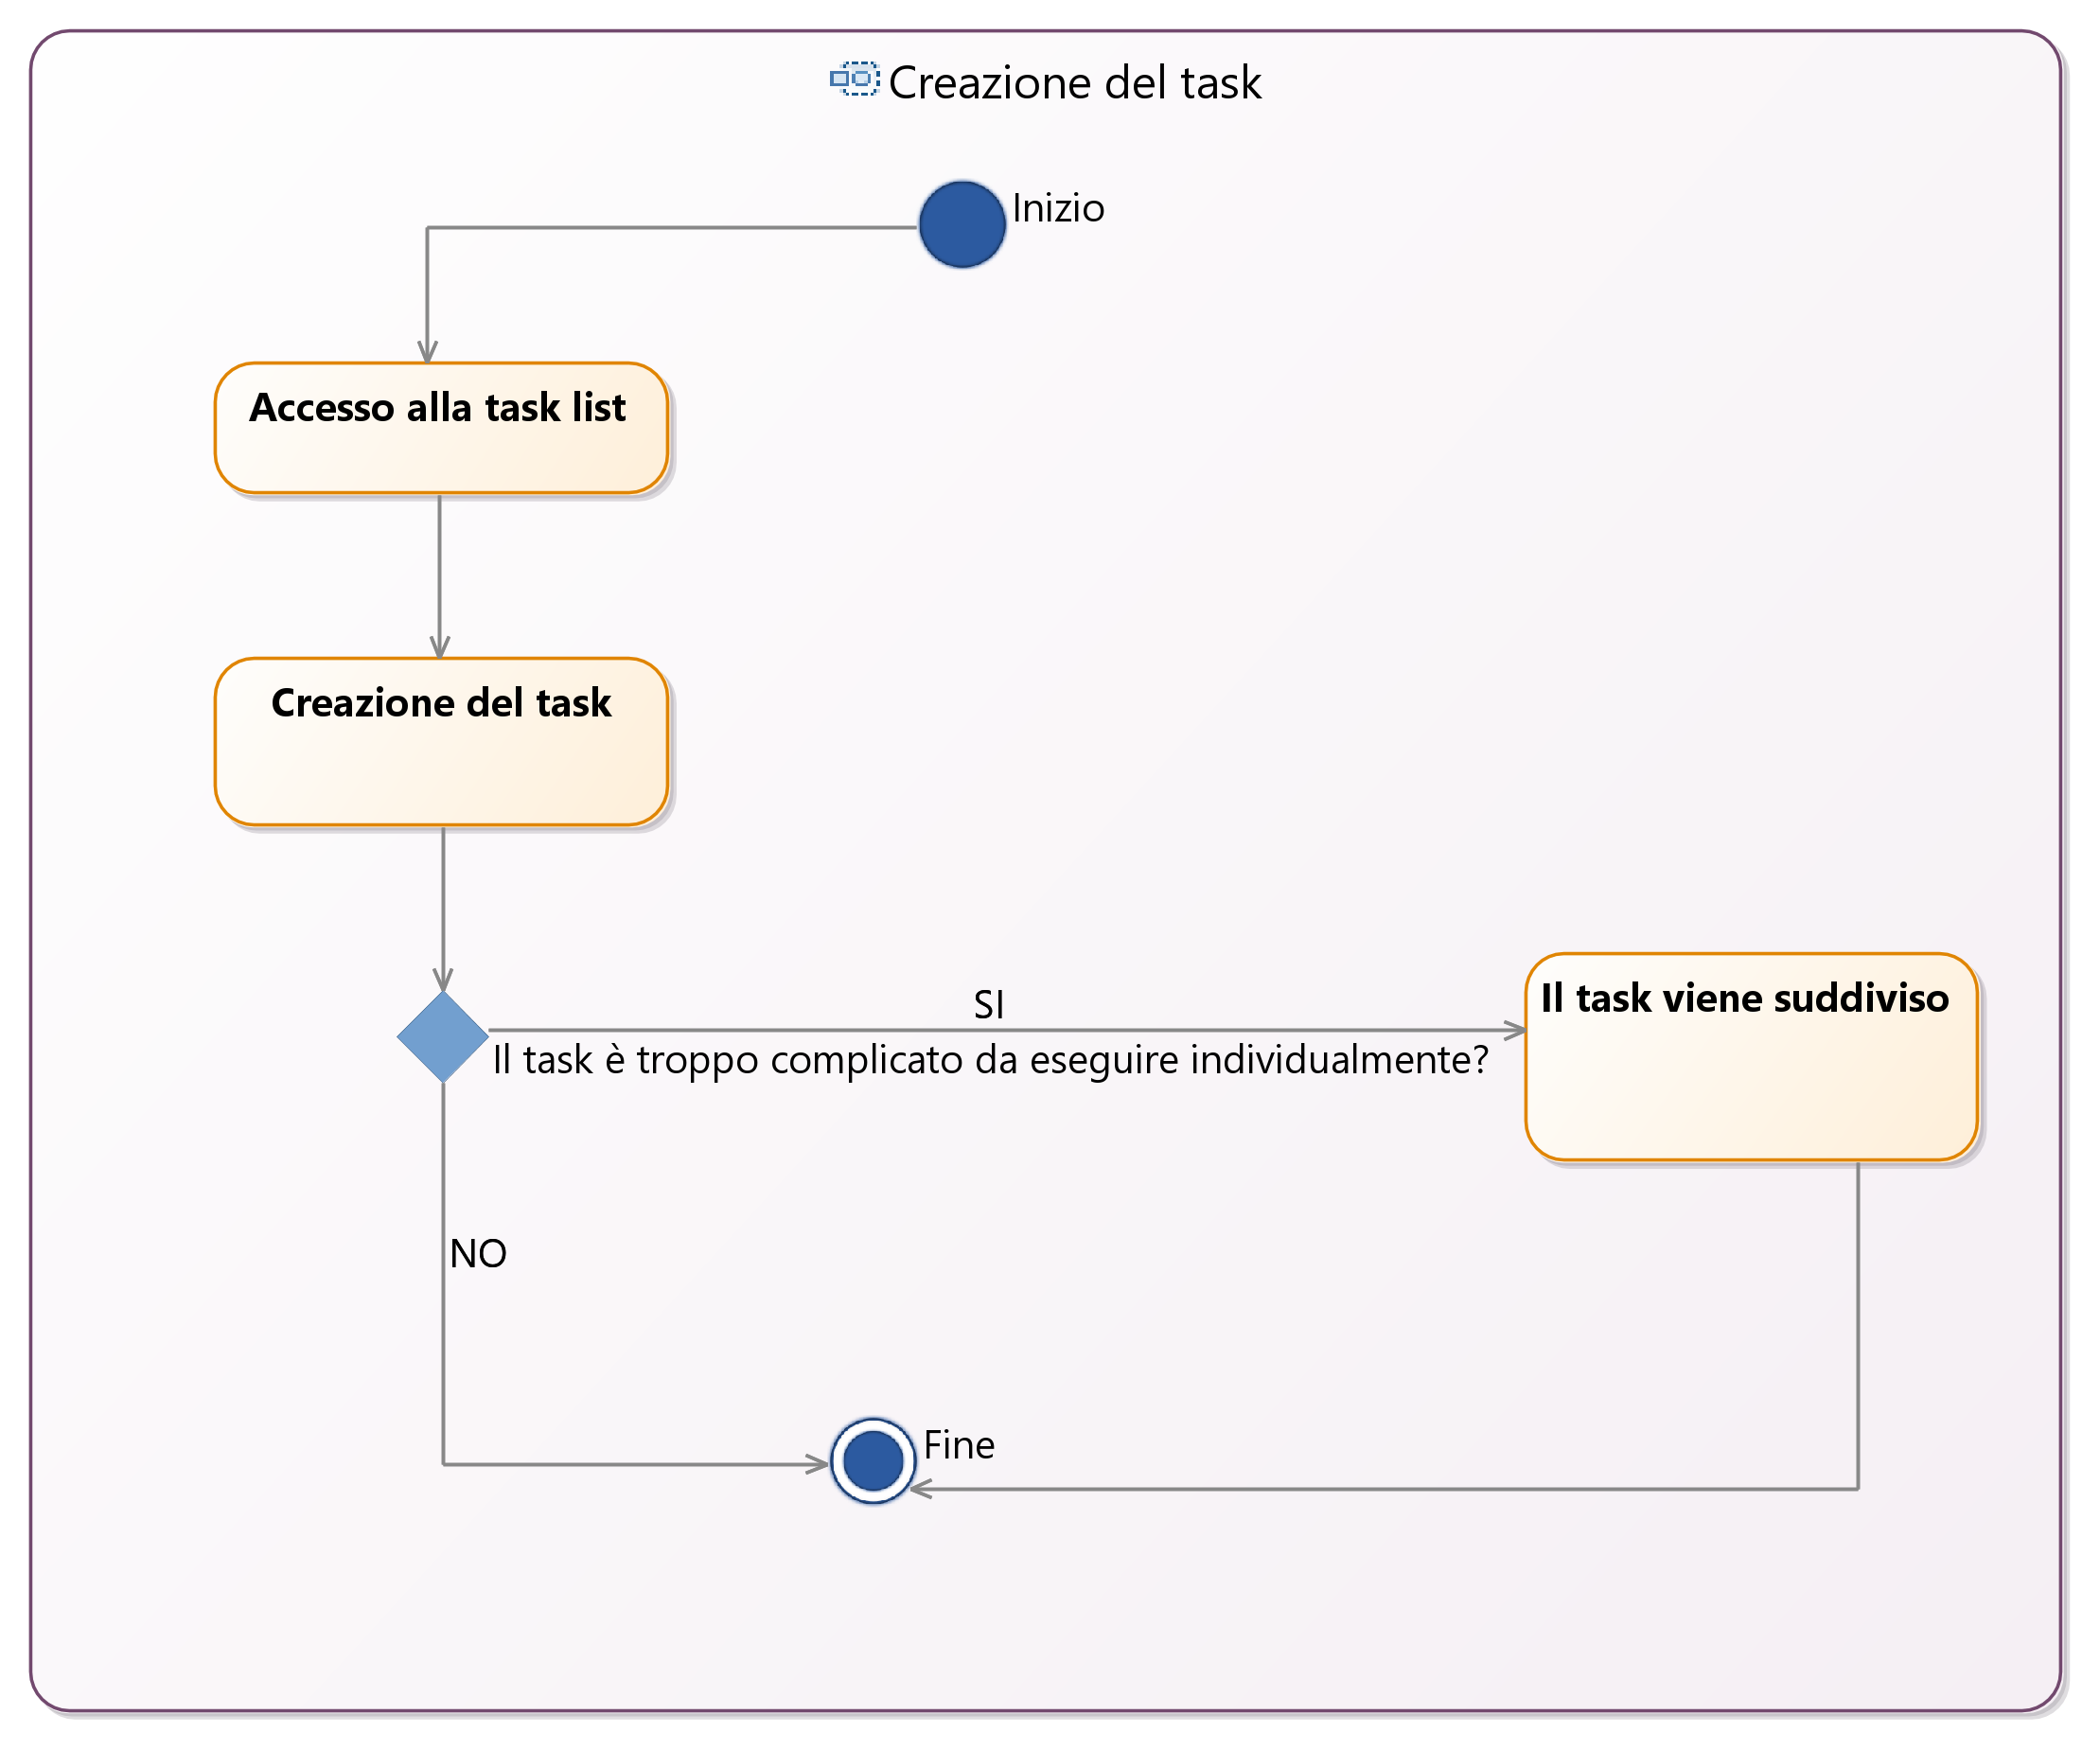 Creazione del task
Inizio
Accesso alla task list
Creazione del task
SI
Il task viene suddiviso
Il task è troppo complicato da eseguire individualmente?
NO
Fine